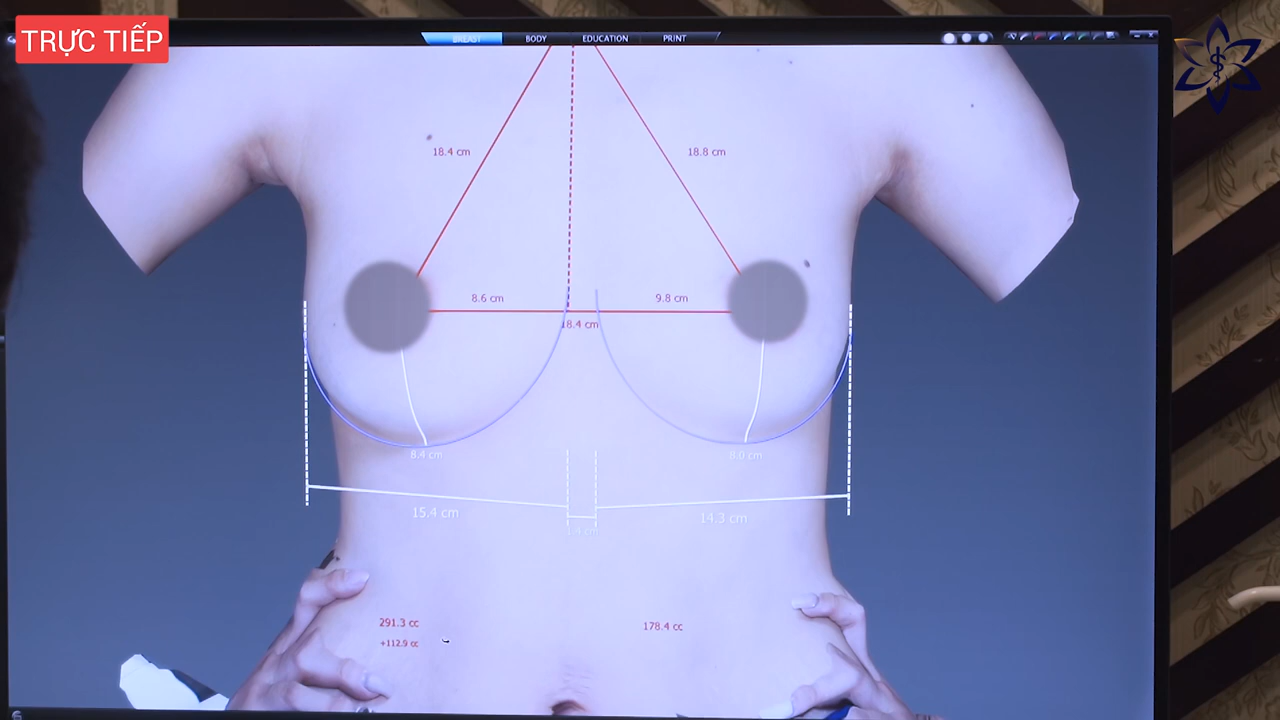 TRỰC TIẾP
BREAST BODY EDUCATION PRINT
18.4 cm 18.8 cm
8.6 cm 9.8 cm
18.4 cm
8.4 cm 8.0 cm
15.4 cm 14.3 cm
291.3 cc 178.4 cc
+112.9 cc